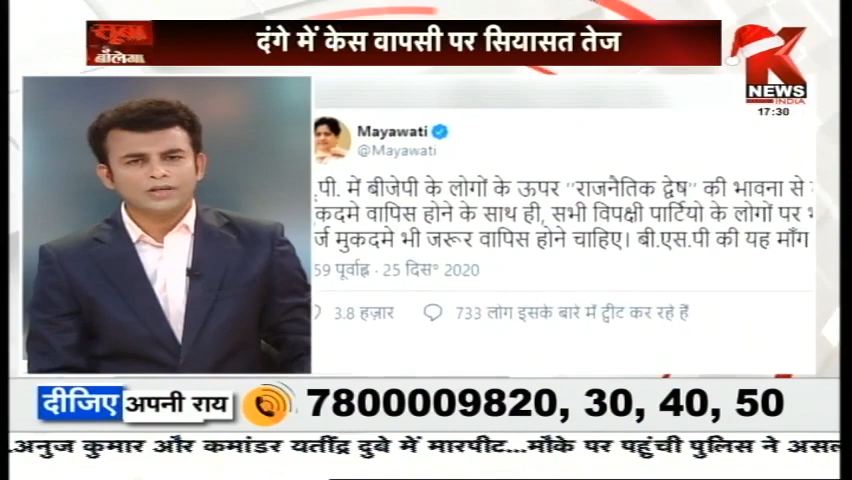 सूबा
बोलेगा
दंगे में केस वापसी पर सियासत तेज
K
NEWS
INDIA
17:30
Mayawati
@Mayawati
.पी. में बीजेपी के लोगों के ऊपर "राजनैतिक द्वेष" की भावना से
कदमे वापिस होने के साथ ही, सभी विपक्षी पार्टियो के लोगों पर
र्ज मुकदमे भी जरूर वापिस होने चाहिए। बी.एस.पी की यह माँग
59 पूर्वाह्न · 25 दिस॰ 2020
3.8 हज़ार
733 लोग इसके बारे में ट्वीट कर रहे हैं
दीजिए अपनी राय
7800009820, 30, 40, 50
.अनुज कुमार और कमांडर यतींद्र दुबे में मारपीट...मौके पर पहुंची पुलिस ने